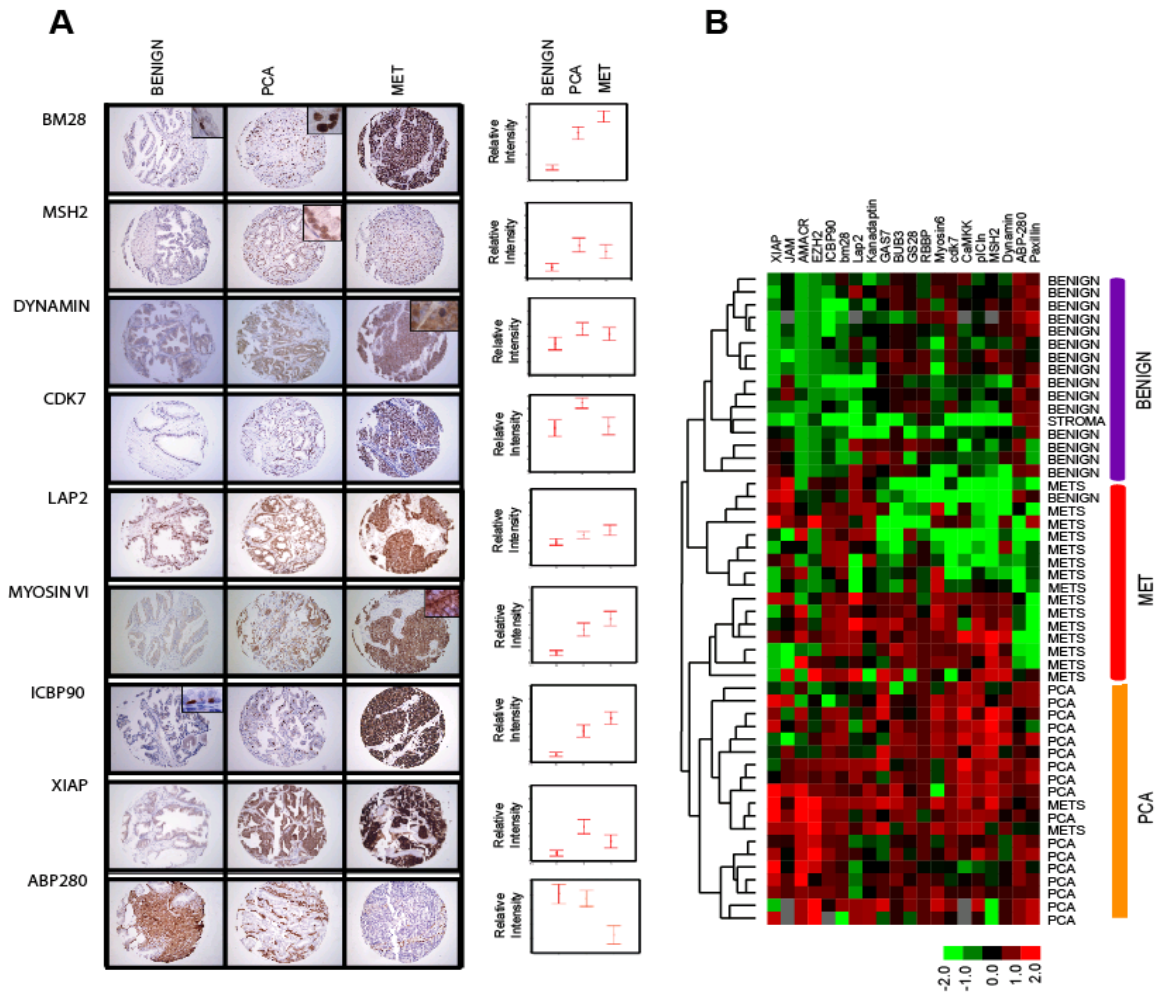 A
BENIGN
PCA
MET
BENIGN
PCA
MET
BM28
Relative
Intensity
MSH2
Relative
Intensity
DYNAMIN
Relative
Intensity
CDK7
Relative
Intensity
LAP2
Relative
Intensity
MYOSIN VI
Relative
Intensity
ICBP90
Relative
Intensity
XIAP
Relative
Intensity
ABP280
Relative
Intensity
B
XIAP
JAM
AMACR
EZH2
ICBP90
bm28
Lap2
Kanadaptin
GAS7
BUB3
GS28
RBBP
Myosin6
cdk7
CaMKK
pICln
MSH2
Dynamin
ABP-280
Paxillin
BENIGN
BENIGN
BENIGN
BENIGN
BENIGN
BENIGN
BENIGN
BENIGN
BENIGN
BENIGN
BENIGN
STROMA
BENIGN
BENIGN
BENIGN
BENIGN
METS
BENIGN
METS
METS
METS
METS
METS
METS
METS
METS
METS
METS
METS
METS
METS
METS
PCA
PCA
PCA
PCA
PCA
PCA
PCA
PCA
PCA
METS
PCA
METS
PCA
PCA
PCA
PCA
PCA
PCA
PCA
BENIGN
MET
PCA
-2.0
-1.0
0.0
1.0
2.0